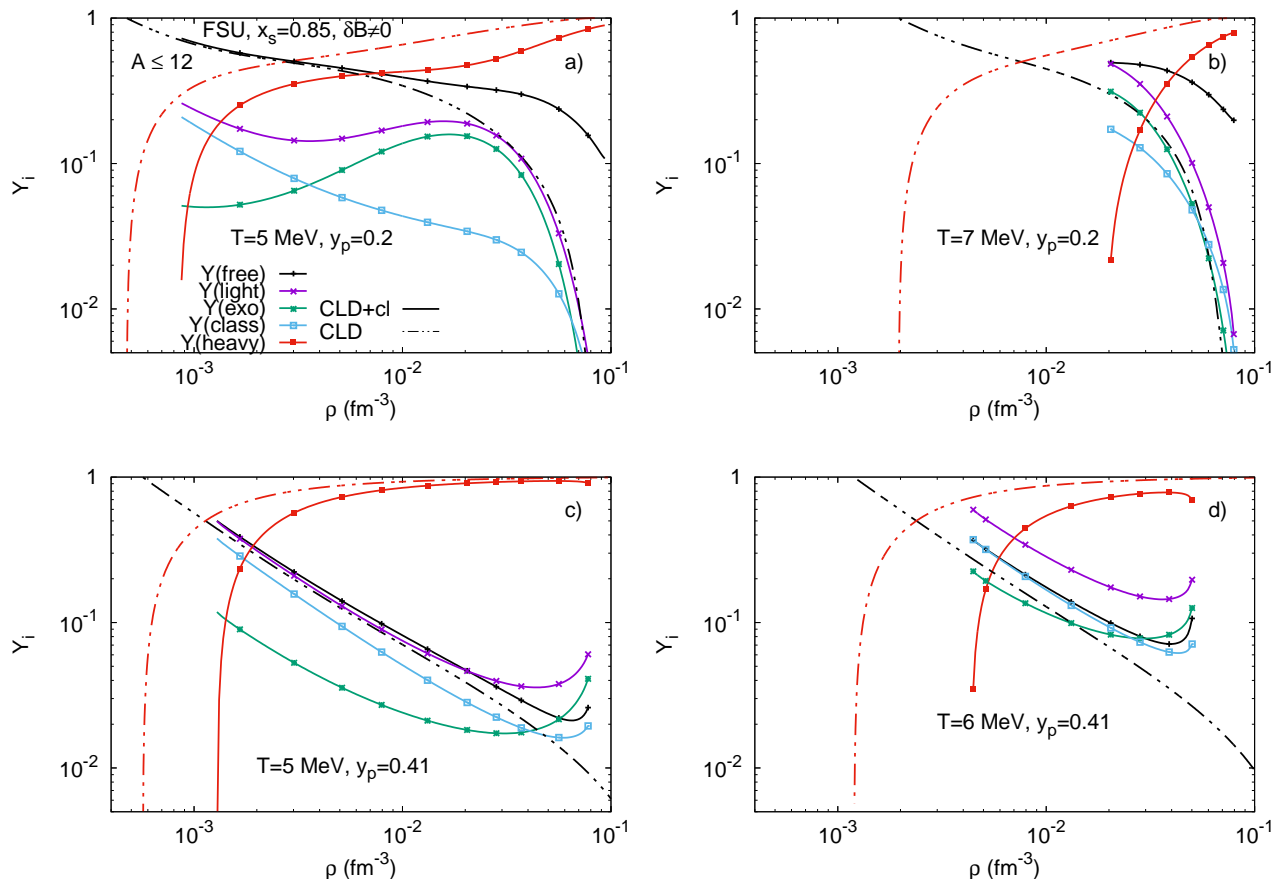 FSU, x_s=0.85, δB≠0
A ≤ 12
a)
1
10^-1
10^-2
Y_i
T=5 MeV, y_p=0.2
Y(free)
Y(light)
Y(exo)
Y(class)
Y(heavy)
CLD+cl
CLD
10^-3
10^-2
10^-1
ρ (fm^-3)
b)
1
10^-1
10^-2
Y_i
T=7 MeV, y_p=0.2
10^-3
10^-2
10^-1
ρ (fm^-3)
c)
1
10^-1
10^-2
Y_i
T=5 MeV, y_p=0.41
10^-3
10^-2
10^-1
ρ (fm^-3)
d)
1
10^-1
10^-2
Y_i
T=6 MeV, y_p=0.41
10^-3
10^-2
10^-1
ρ (fm^-3)